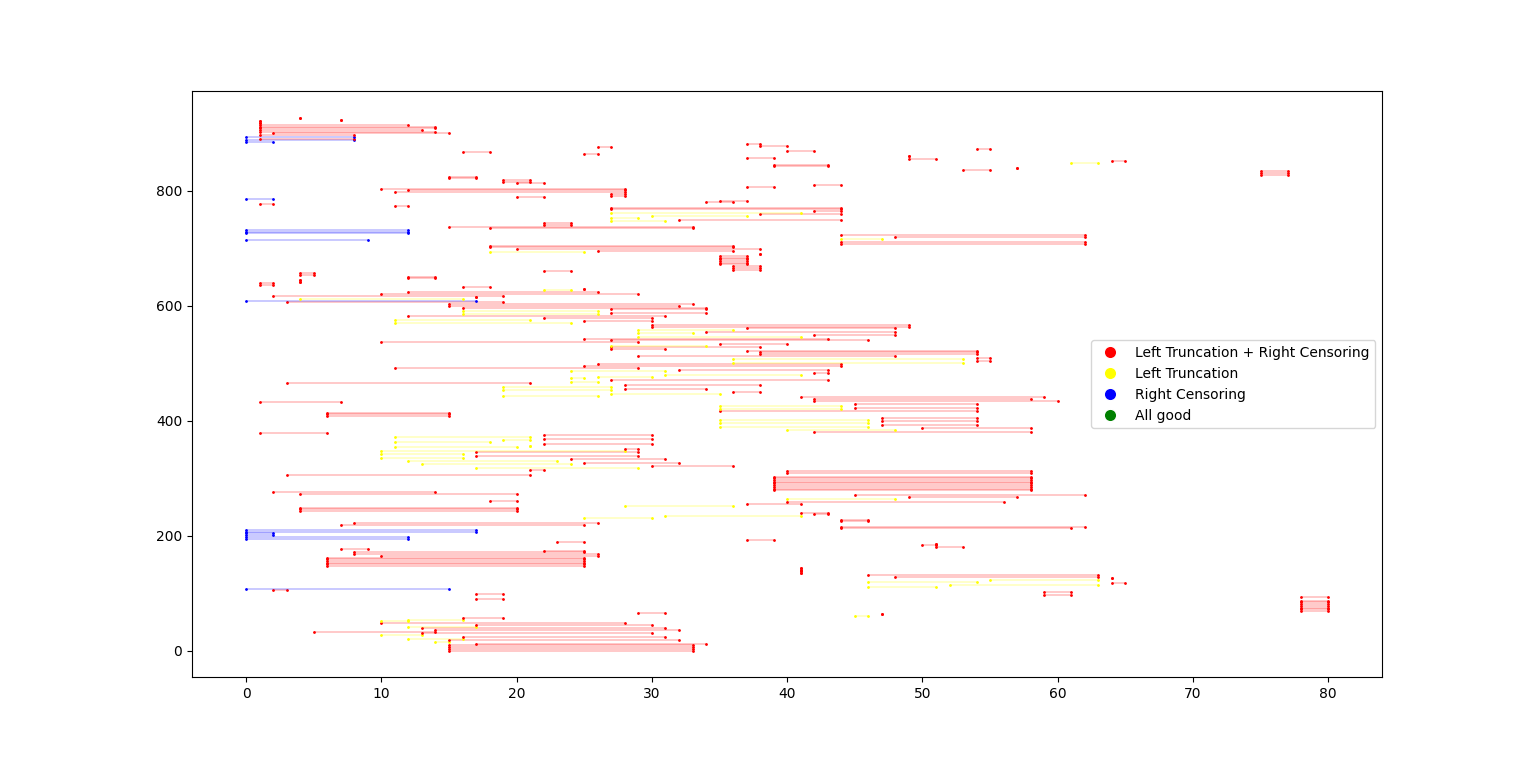 800
600
400
200
0
Left Truncation + Right Censoring
Left Truncation
Right Censoring
All good
0 10 20 30 40 50 60 70 80